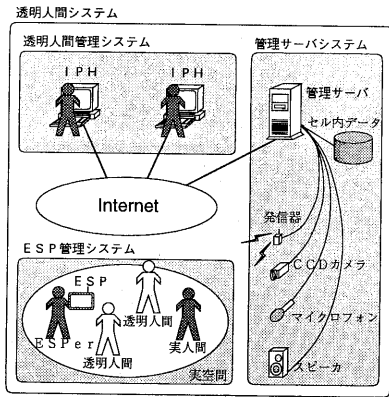 透明人間システム
透明人間管理システム
IPH
IPH
管理サーバシステム
管理サーバ
セル内データ
Internet
発信器
CCDカメラ
マイクロフォン
スピーカ
ESP管理システム
ESP
透明人間
ESPer
透明人間
実人間
実空間